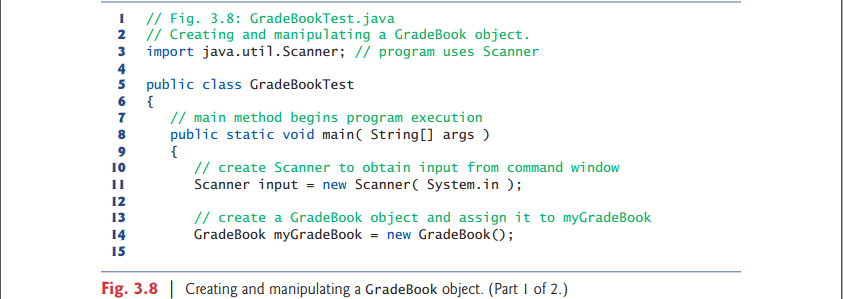 1 // Fig. 3.8: GradeBookTest.java
2 // Creating and manipulating a GradeBook object.
3 import java.util.Scanner; // program uses Scanner
4
5 public class GradeBookTest
6 {
7 // main method begins program execution
8 public static void main( String[] args )
9 {
10 // create Scanner to obtain input from command window
11 Scanner input = new Scanner( System.in );
12
13 // create a GradeBook object and assign it to myGradeBook
14 GradeBook myGradeBook = new GradeBook();
15
Fig. 3.8 | Creating and manipulating a GradeBook object. (Part 1 of 2.)